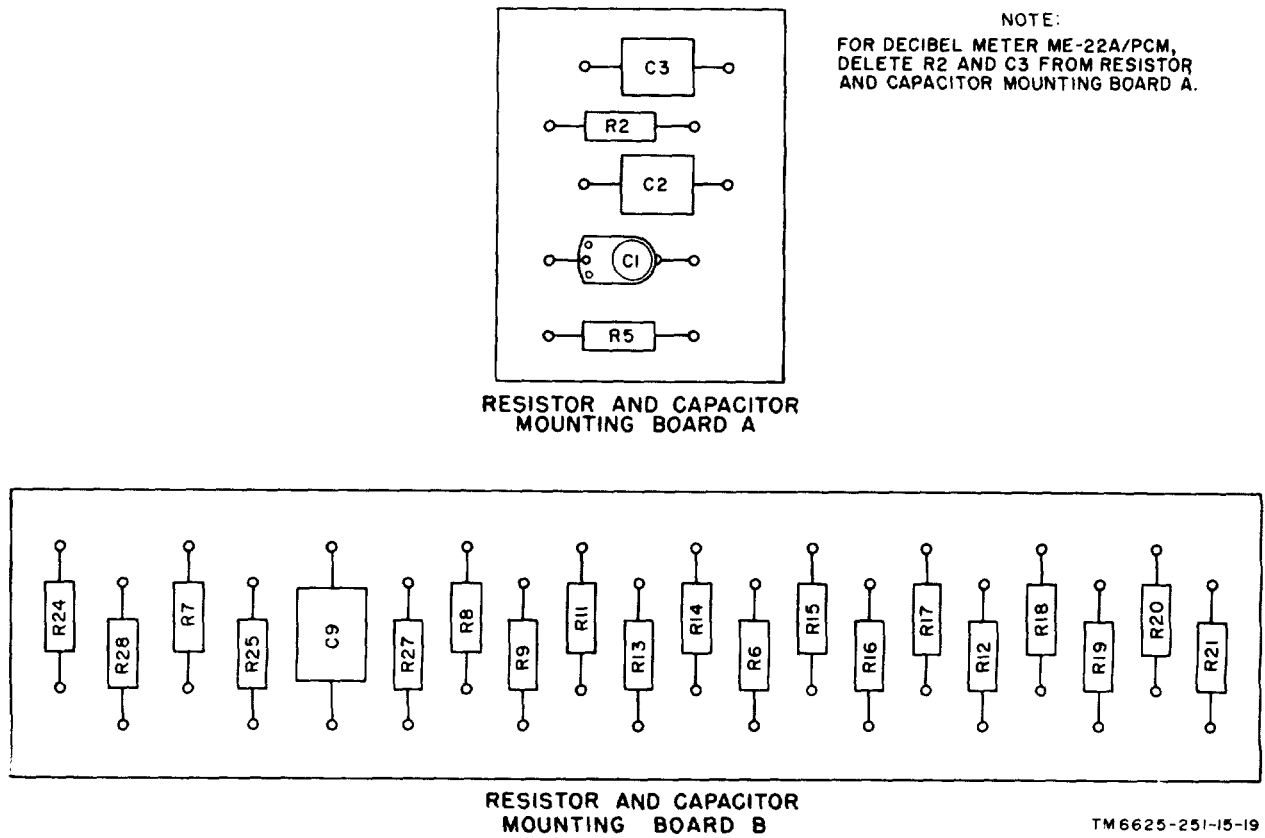 NOTE:
FOR DECIBEL METER ME-22A/PCM,
DELETE R2 AND C3 FROM RESISTOR
AND CAPACITOR MOUNTING BOARD A.
C3
R2
C2
C1
R5
RESISTOR AND CAPACITOR
MOUNTING BOARD A
R24
R28
R7
R25
C9
R27
R8
R9
R11
R13
R14
R6
R15
R16
R17
R12
R18
R19
R20
R21
RESISTOR AND CAPACITOR
MOUNTING BOARD B
TM6625-251-15-19